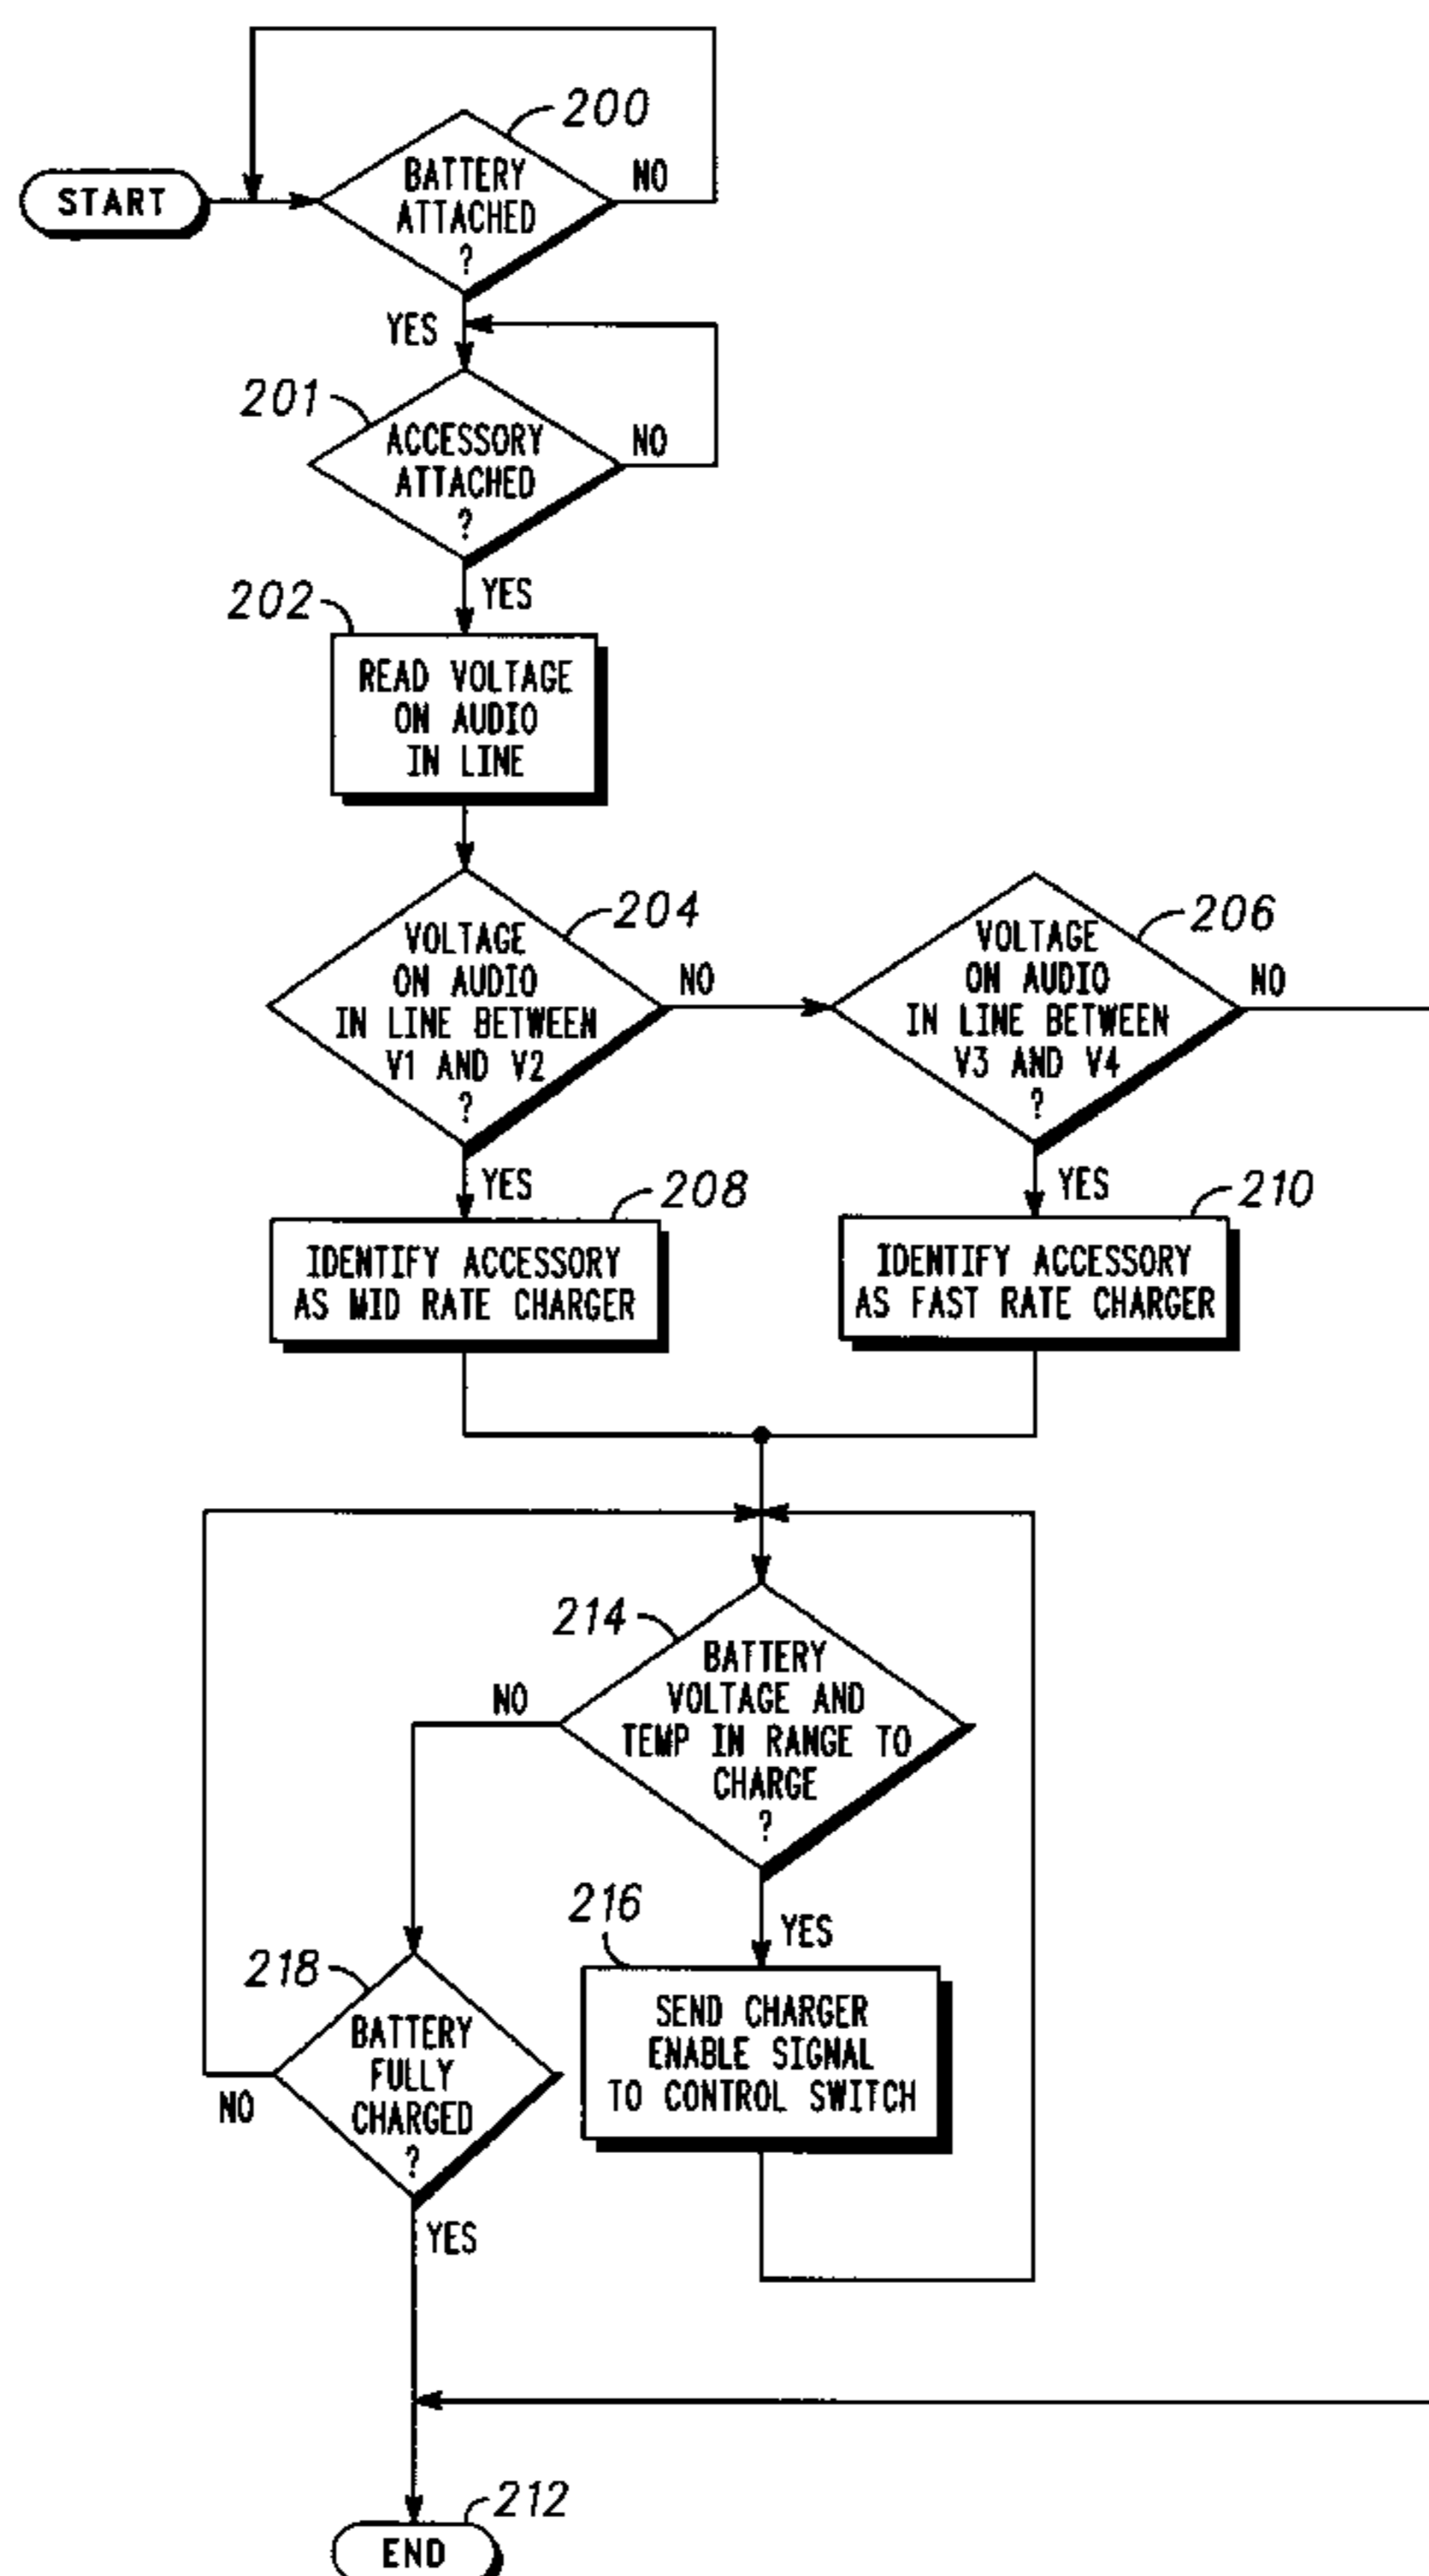 200
BATTERY
ATTACHED
?
NO
START
YES
201
ACCESSORY
ATTACHED
?
NO
YES
202
READ VOLTAGE
ON AUDIO
IN LINE
204
VOLTAGE
ON AUDIO
IN LINE BETWEEN
V1 AND V2
?
NO
206
VOLTAGE
ON AUDIO
IN LINE BETWEEN
V3 AND V4
?
NO
YES
208
IDENTIFY ACCESSORY
AS MID RATE CHARGER
YES
210
IDENTIFY ACCESSORY
AS FAST RATE CHARGER
214
BATTERY
VOLTAGE AND
TEMP IN RANGE TO
CHARGE
?
NO
YES
216
SEND CHARGER
ENABLE SIGNAL
TO CONTROL SWITCH
218
BATTERY
FULLY
CHARGED
?
NO
YES
212
END